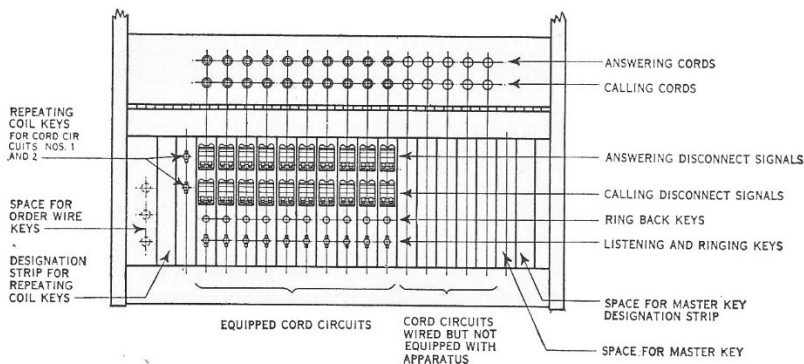 ANSWERING CORDS
CALLING CORDS
REPEATING
COIL KEYS
FOR CORD CIR
CUITS NOS. 1
AND 2
ANSWERING DISCONNECT SIGNALS
CALLING DISCONNECT SIGNALS
SPACE FOR
ORDER WIRE
KEYS
RING BACK KEYS
LISTENING AND RINGING KEYS
DESIGNATION
STRIP FOR
REPEATING
COIL KEYS
EQUIPPED CORD CIRCUITS
CORD CIRCUITS
WIRED BUT NOT
EQUIPPED WITH
APPARATUS
SPACE FOR MASTER KEY
DESIGNATION STRIP
SPACE FOR MASTER KEY